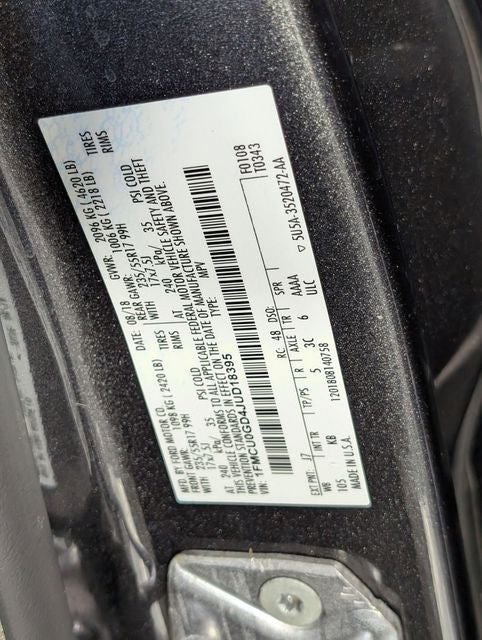 MFD. BY FORD MOTOR CO.
DATE: 08/18 GVWR: 2096 KG ( 4620 LB)
FRONT GAWR: 1098 KG ( 2420 LB) REAR GAWR: 1006 KG ( 2218 LB)
235/55R17 99H TIRES 235/55R17 99H TIRES
17x7.5J RIMS 17x7.5J RIMS
AT 240 kPa/ 35 PSI COLD AT 240 kPa/ 35 PSI COLD
THIS VEHICLE CONFORMS TO ALL APPLICABLE FEDERAL MOTOR VEHICLE SAFETY AND THEFT
PREVENTION STANDARDS IN EFFECT ON THE DATE OF MANUFACTURE SHOWN ABOVE.
VIN: 1FMCU0GD4JUD18395
TYPE: MPV
F0108
T0343
EXT PNT: J7 RC: 48 DSO:
WB INT TR TP/PS R AXLE TR SPR
105 KB 5 3C 6 AAAA
ULC
MADE IN U.S.A. 120180814075B
▽ 5U5A-3520472-AA